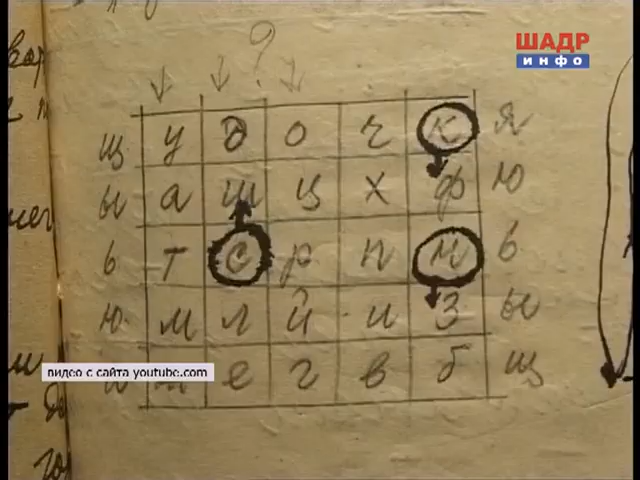 ?
ШАДР
инфо
щ у д о ч к я
ы а ш ц х ф ю
ь т с р п н ь
ю м л й и з ы
е г в б щ
видео с сайта youtube.com